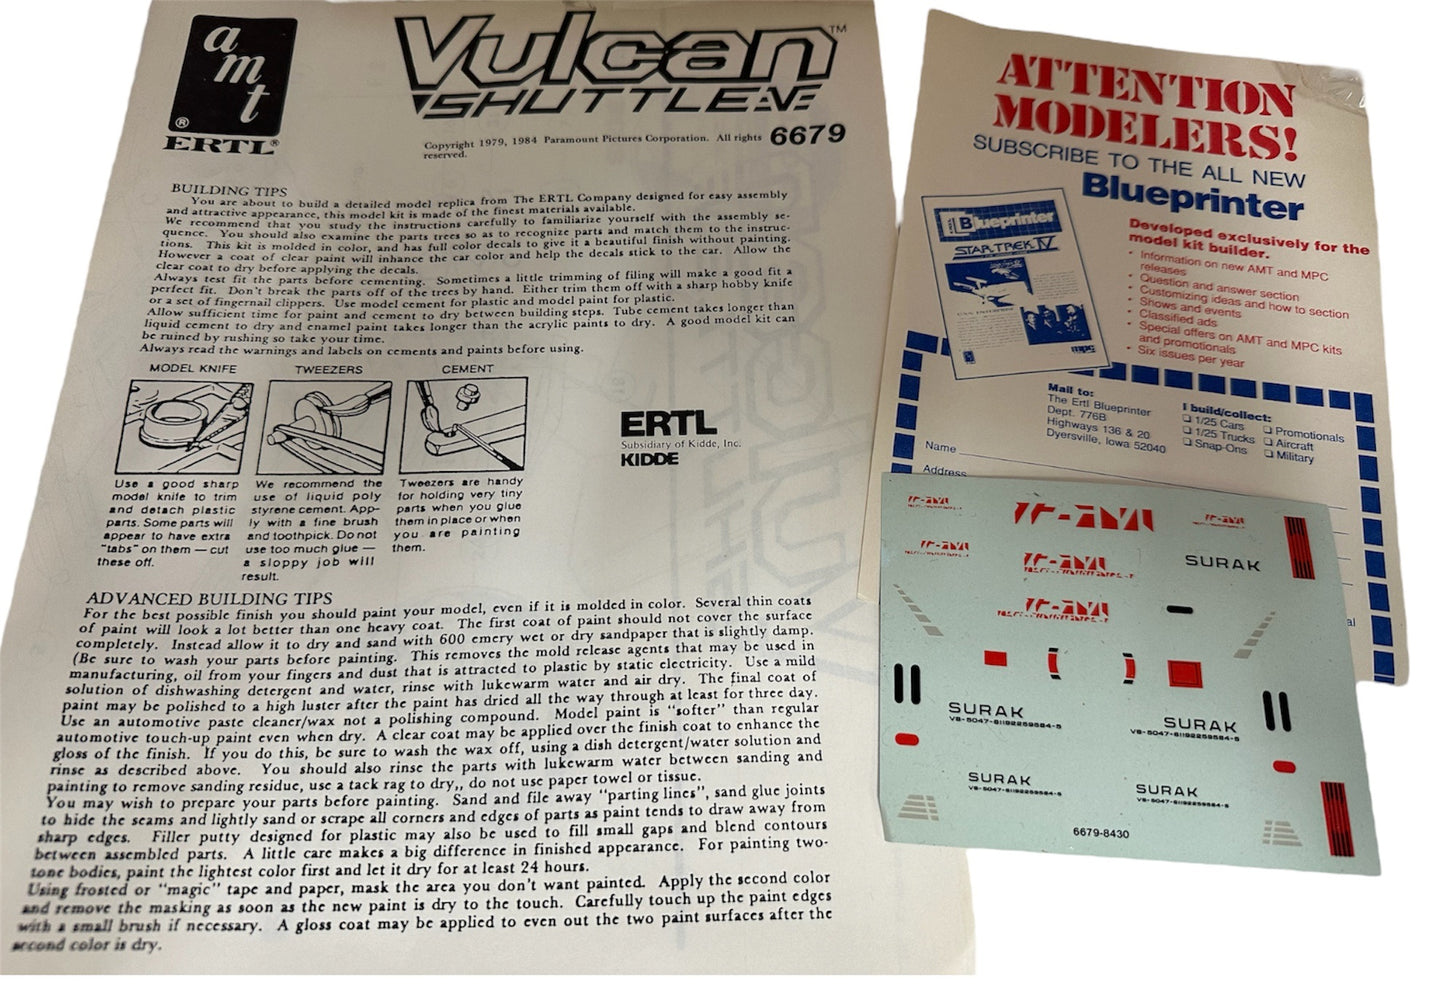 amt
®
ERTL®
Vulcan™
SHUTTLE
Copyright 1979, 1984 Paramount Pictures Corporation. All rights
reserved.
6679
BUILDING TIPS
You are about to build a detailed model replica from The ERTL Company designed for easy assembly
and attractive appearance, this model kit is made of the finest materials available.
We recommend that you study the instructions carefully to familiarize yourself with the assembly se-
quence. You should also examine the parts trees so as to recognize parts and match them to the instruc-
tions. This kit is molded in color, and has full color decals to give it a beautiful finish without painting.
However a coat of clear paint will inhance the car color and help the decals stick to the car. Allow the
clear coat to dry before applying the decals.
Always test fit the parts before cementing. Sometimes a little trimming of filing will make a good fit a
perfect fit. Don't break the parts off of the trees by hand. Either trim them off with a sharp hobby knife
or a set of fingernail clippers. Use model cement for plastic and model paint for plastic.
Allow sufficient time for paint and cement to dry between building steps. Tube cement takes longer than
liquid cement to dry and enamel paint takes longer than the acrylic paints to dry. A good model kit can
be ruined by rushing so take your time.
Always read the warnings and labels on cements and paints before using.
MODEL KNIFE
Use a good sharp
model knife to trim
and detach plastic
parts. Some parts will
appear to have extra
"tabs" on them — cut
these off.
TWEEZERS
We recommend the
use of liquid poly
styrene cement. App-
ly with a fine brush
and toothpick. Do not
use too much glue —
a sloppy job will
result.
CEMENT
Tweezers are handy
for holding very tiny
parts when you glue
them in place or when
you are painting
them.
ERTL
Subsidiary of Kidde, Inc.
KIDDE
ADVANCED BUILDING TIPS
For the best possible finish you should paint your model, even if it is molded in color. Several thin coats
of paint will look a lot better than one heavy coat. The first coat of paint should not cover the surface
completely. Instead allow it to dry and sand with 600 emery wet or dry sandpaper that is slightly damp.
(Be sure to wash your parts before painting. This removes the mold release agents that may be used in
manufacturing, oil from your fingers and dust that is attracted to plastic by static electricity. Use a mild
solution of dishwashing detergent and water, rinse with lukewarm water and air dry. The final coat of
paint may be polished to a high luster after the paint has dried all the way through at least for three day.
Use an automotive paste cleaner/wax not a polishing compound. Model paint is "softer" than regular
automotive touch-up paint even when dry. A clear coat may be applied over the finish coat to enhance the
gloss of the finish. If you do this, be sure to wash the wax off, using a dish detergent/water solution and
rinse as described above. You should also rinse the parts with lukewarm water between sanding and
painting to remove sanding residue, use a tack rag to dry,, do not use paper towel or tissue.
You may wish to prepare your parts before painting. Sand and file away "parting lines", sand glue joints
to hide the seams and lightly sand or scrape all corners and edges of parts as paint tends to draw away from
sharp edges. Filler putty designed for plastic may also be used to fill small gaps and blend contours
between assembled parts. A little care makes a big difference in finished appearance. For painting two-
tone bodies, paint the lightest color first and let it dry for at least 24 hours.
Using frosted or "magic" tape and paper, mask the area you don't want painted. Apply the second color
and remove the masking as soon as the new paint is dry to the touch. Carefully touch up the paint edges
with a small brush if necessary. A gloss coat may be applied to even out the two paint surfaces after the
second color is dry.
ATTENTION
MODELERS!
SUBSCRIBE TO THE ALL NEW
Blueprinter
Blueprinter
STAR TREK IV
mpc
Developed exclusively for the
model kit builder.
• Information on new AMT and MPC
releases
• Question and answer section
• Customizing ideas and how to section
• Shows and events
• Classified ads
• Special offers on AMT and MPC kits
and promotionals
• Six issues per year
Mail to:
The Ertl Blueprinter
Dept. 776B
Highways 136 & 20
Dyersville, Iowa 52040
I build/collect:
❑ 1/25 Cars ❑ Promotionals
❑ 1/25 Trucks ❑ Aircraft
❑ Snap-Ons ❑ Military
Name
Address
SURAK
SURAK
SURAK
SURAK
SURAK
6679-8430